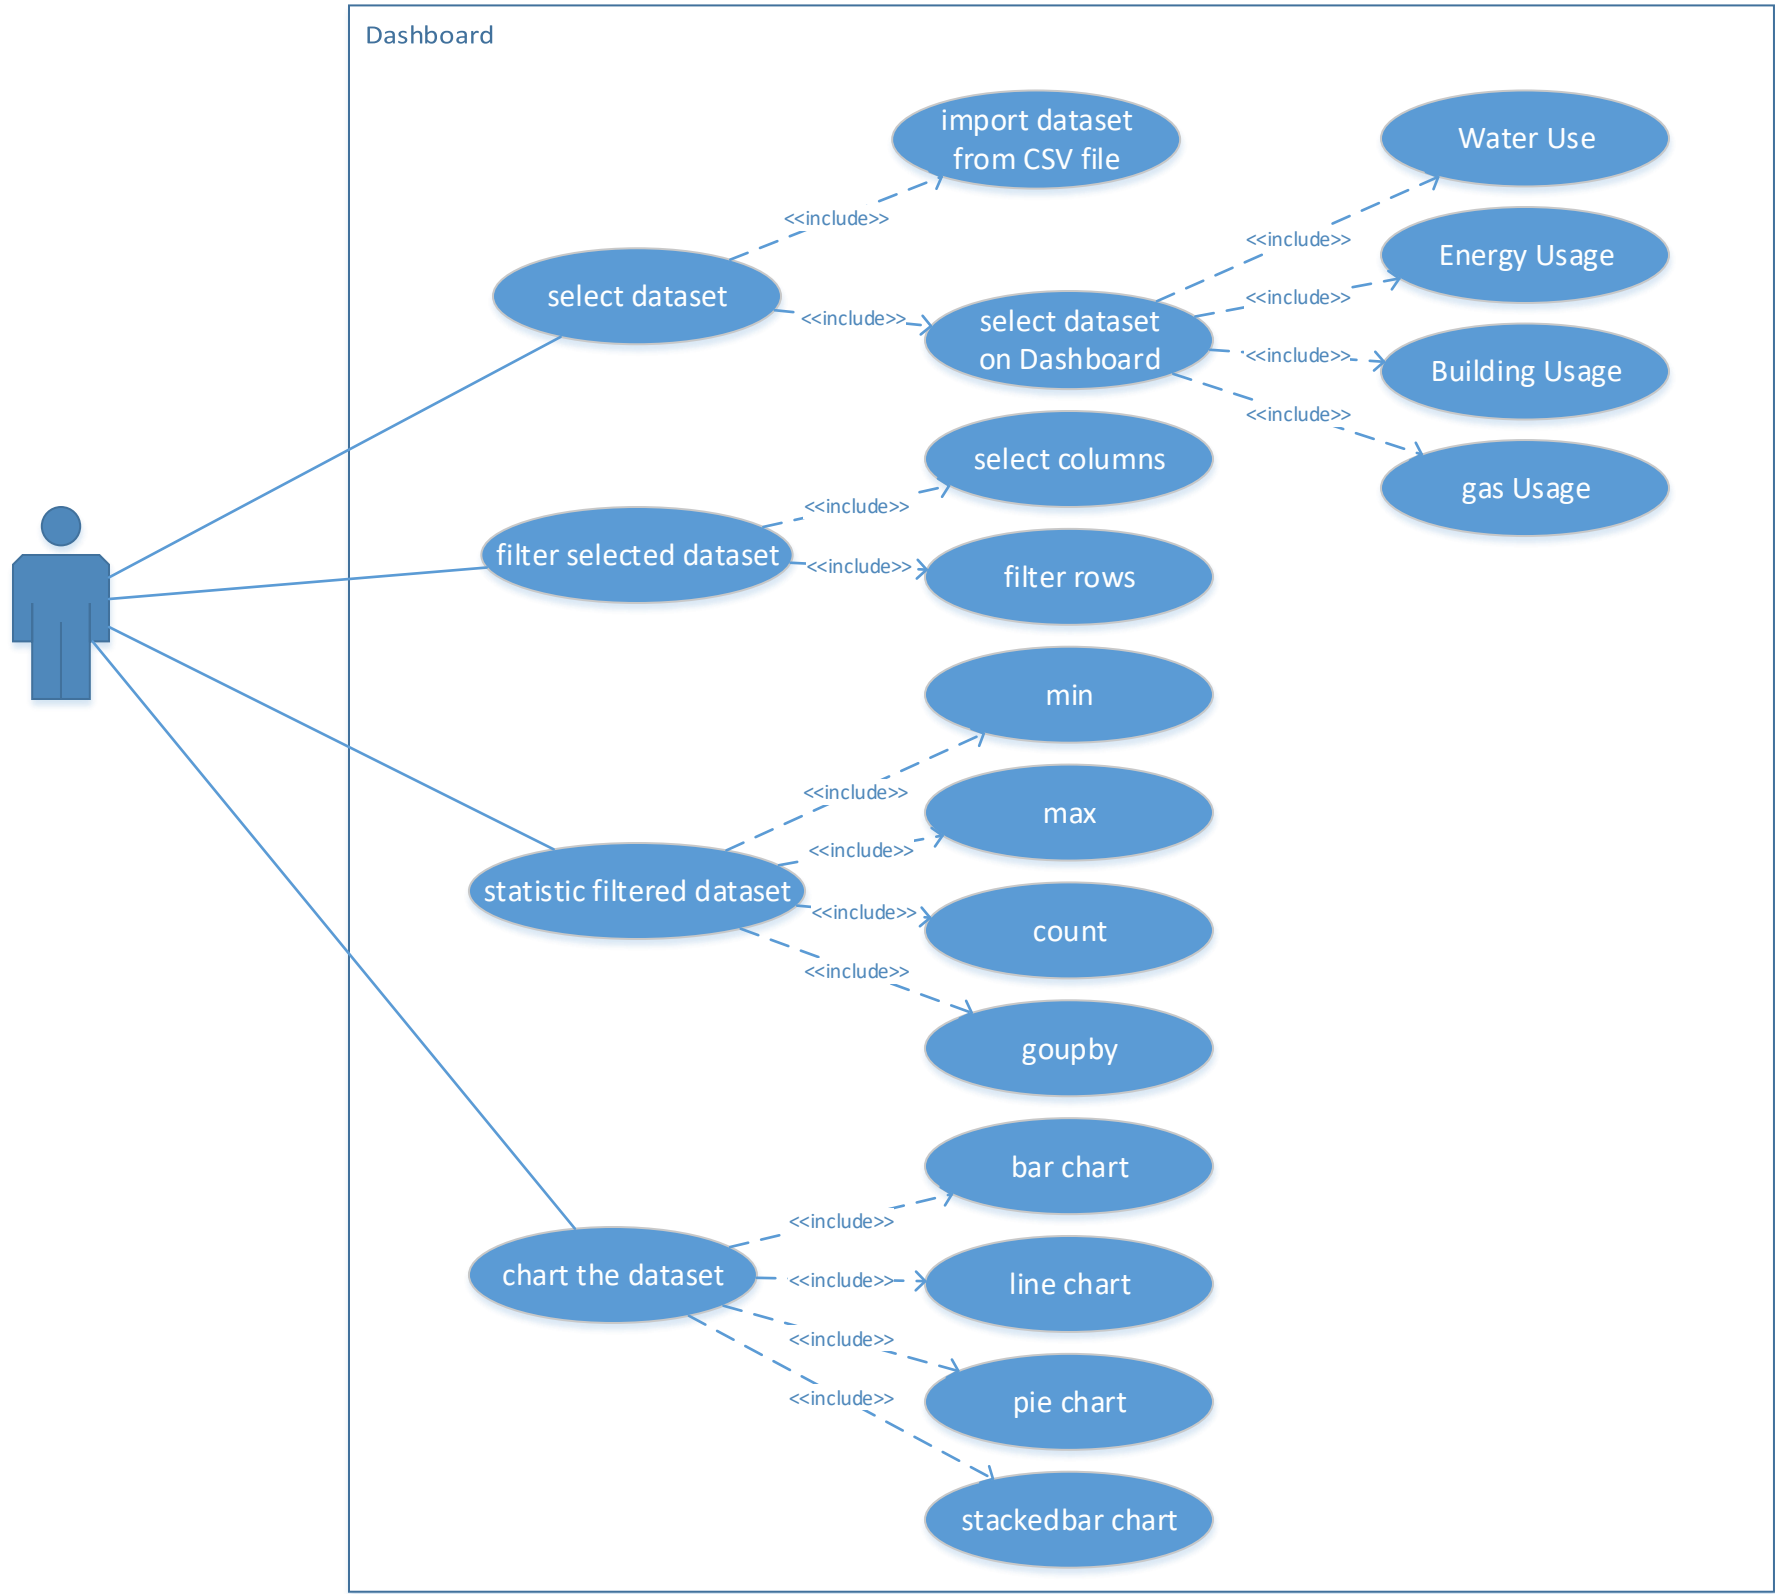 Dashboard
import dataset
from CSV file
Water Use
<<include>>
<<include>>
Energy Usage
select dataset
<<include>>
<<include>>
select dataset
on Dashboard
<<include>>
Building Usage
<<include>>
select columns
gas Usage
<<include>>
filter selected dataset
<<include>>
filter rows
min
<<include>>
max
<<include>>
statistic filtered dataset
<<include>>
count
<<include>>
goupby
bar chart
<<include>>
chart the dataset
<<include>>
line chart
<<include>>
pie chart
<<include>>
stackedbar chart